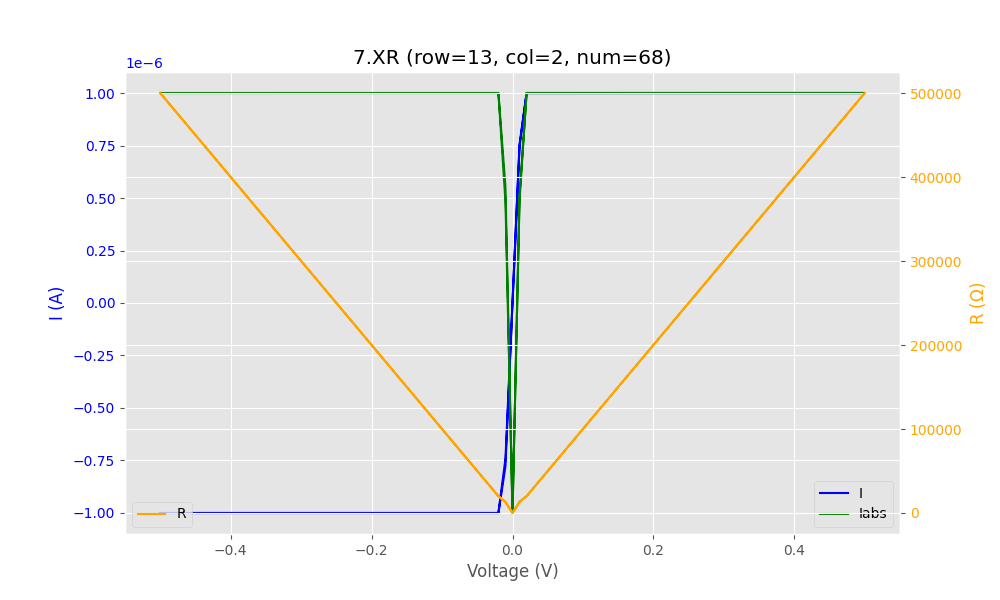 7.XR (row=13, col=2, num=68)
1e−6
1.00
0.75
0.50
0.25
0.00
−0.25
−0.50
−0.75
−1.00
I (A)
500000
400000
300000
200000
100000
0
R (Ω)
R
I
Iabs
−0.4
−0.2
0.0
0.2
0.4
Voltage (V)